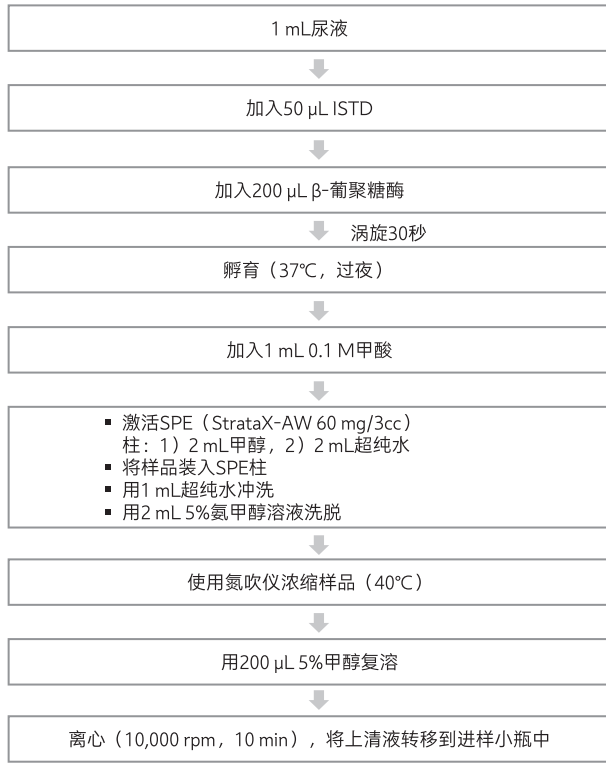 1 mL尿液
加入50 μL ISTD
加入200 μL β-葡聚糖酶
涡旋30秒
孵育（37℃，过夜）
加入1 mL 0.1 M甲酸
▪ 激活SPE（StrataX-AW 60 mg/3cc）
柱：1）2 mL甲醇，2）2 mL超纯水
▪ 将样品装入SPE柱
▪ 用1 mL超纯水冲洗
▪ 用2 mL 5%氨甲醇溶液洗脱
使用氮吹仪浓缩样品（40℃）
用200 μL 5%甲醇复溶
离心（10,000 rpm，10 min），将上清液转移到进样小瓶中